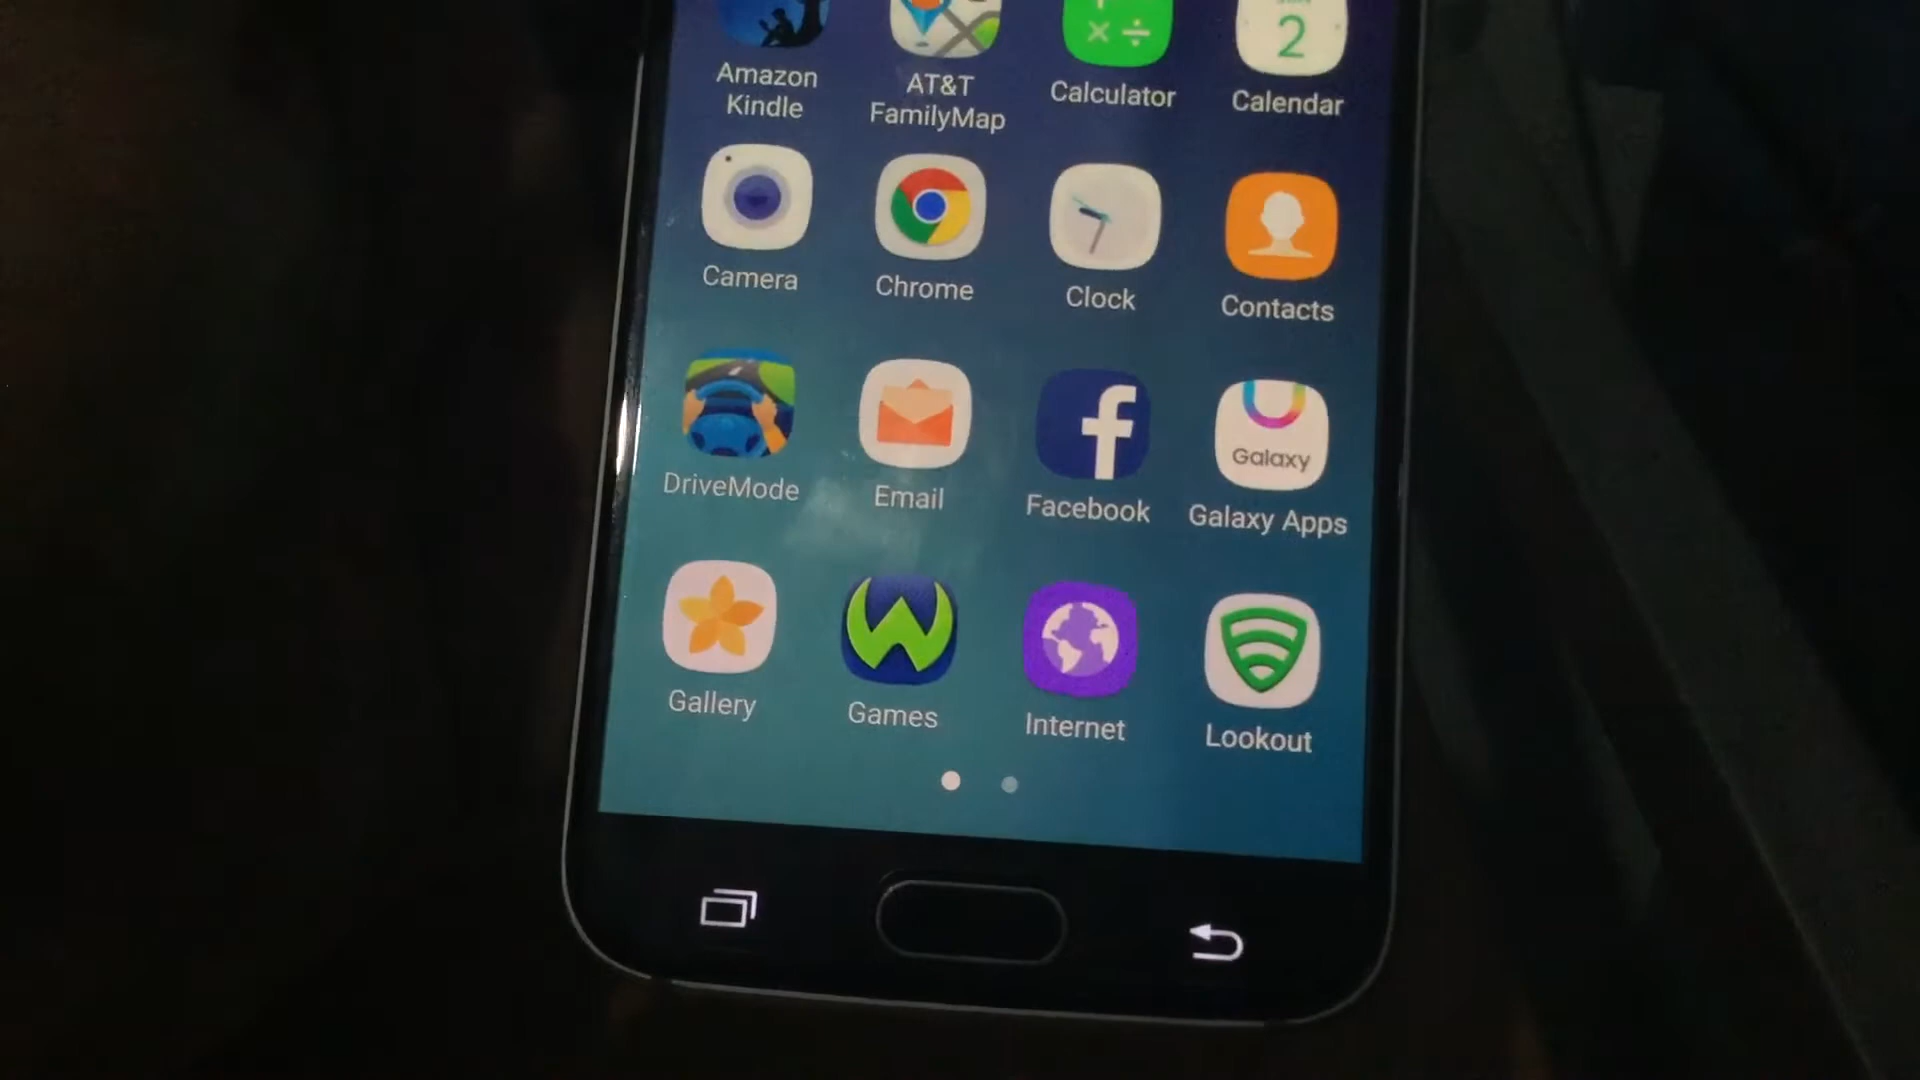 2
Amazon
Kindle
AT&T
FamilyMap
Calculator
Calendar
Camera
Chrome
Clock
Contacts
Galaxy
DriveMode
Email
Facebook
Galaxy Apps
Gallery
Games
Internet
Lookout